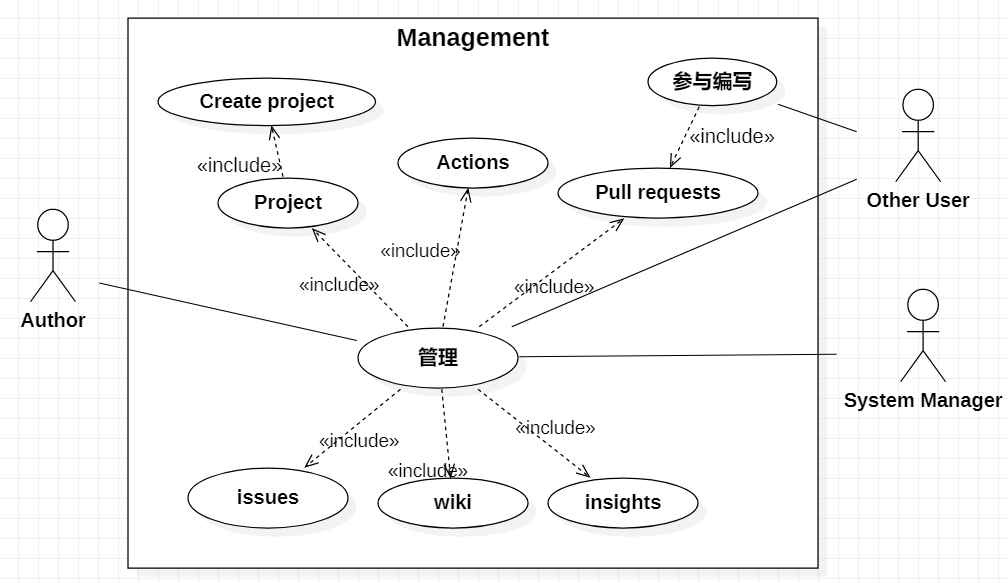 Management
参与编写
Create project
«include»
Other User
Actions
«include»
Pull requests
Project
«include»
«include»
«include»
Author
管理
System Manager
«include»
«include»
«include»
issues
wiki
insights